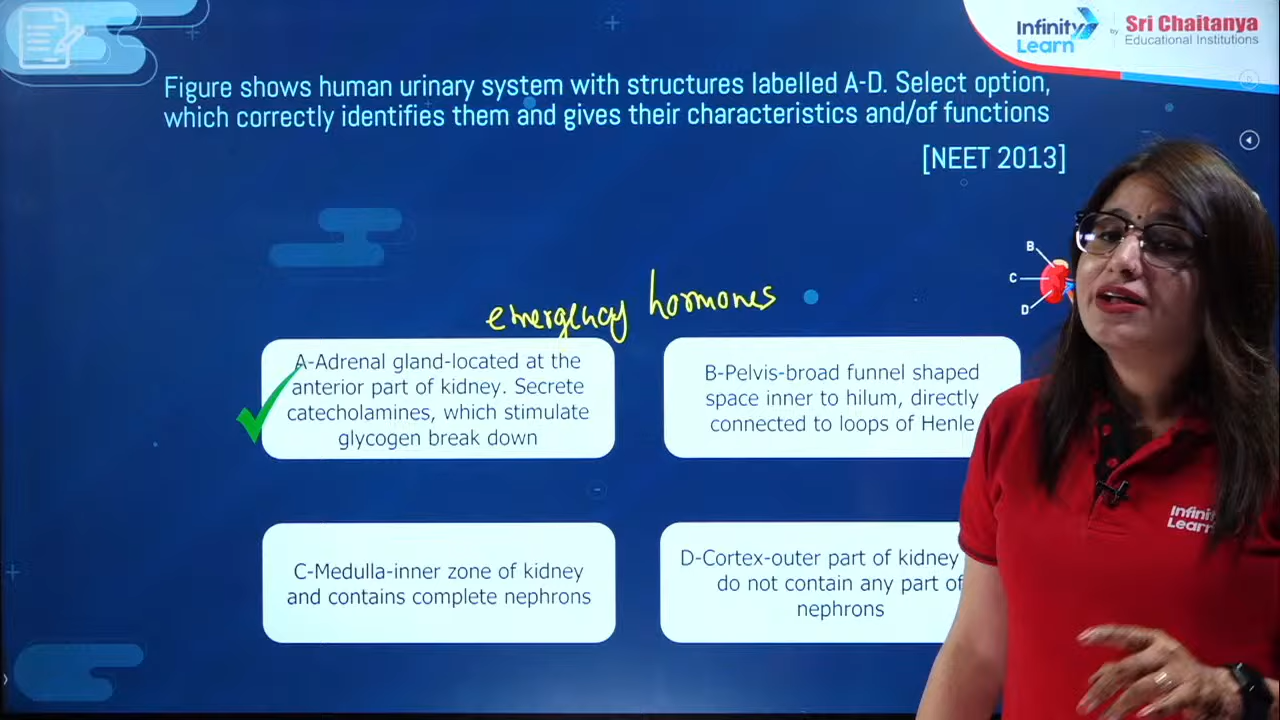 Infinity
Learn
by
Sri Chaitanya
Educational Institutions
Figure shows human urinary system with structures labelled A-D. Select option,
which correctly identifies them and gives their characteristics and/of functions
[NEET 2013]
B
C
D
emergency hormones
A-Adrenal gland-located at the
anterior part of kidney. Secrete
catecholamines, which stimulate
glycogen break down
B-Pelvis-broad funnel shaped
space inner to hilum, directly
connected to loops of Henle
C-Medulla-inner zone of kidney
and contains complete nephrons
D-Cortex-outer part of kidney
do not contain any part of
nephrons
Infinit
Learn